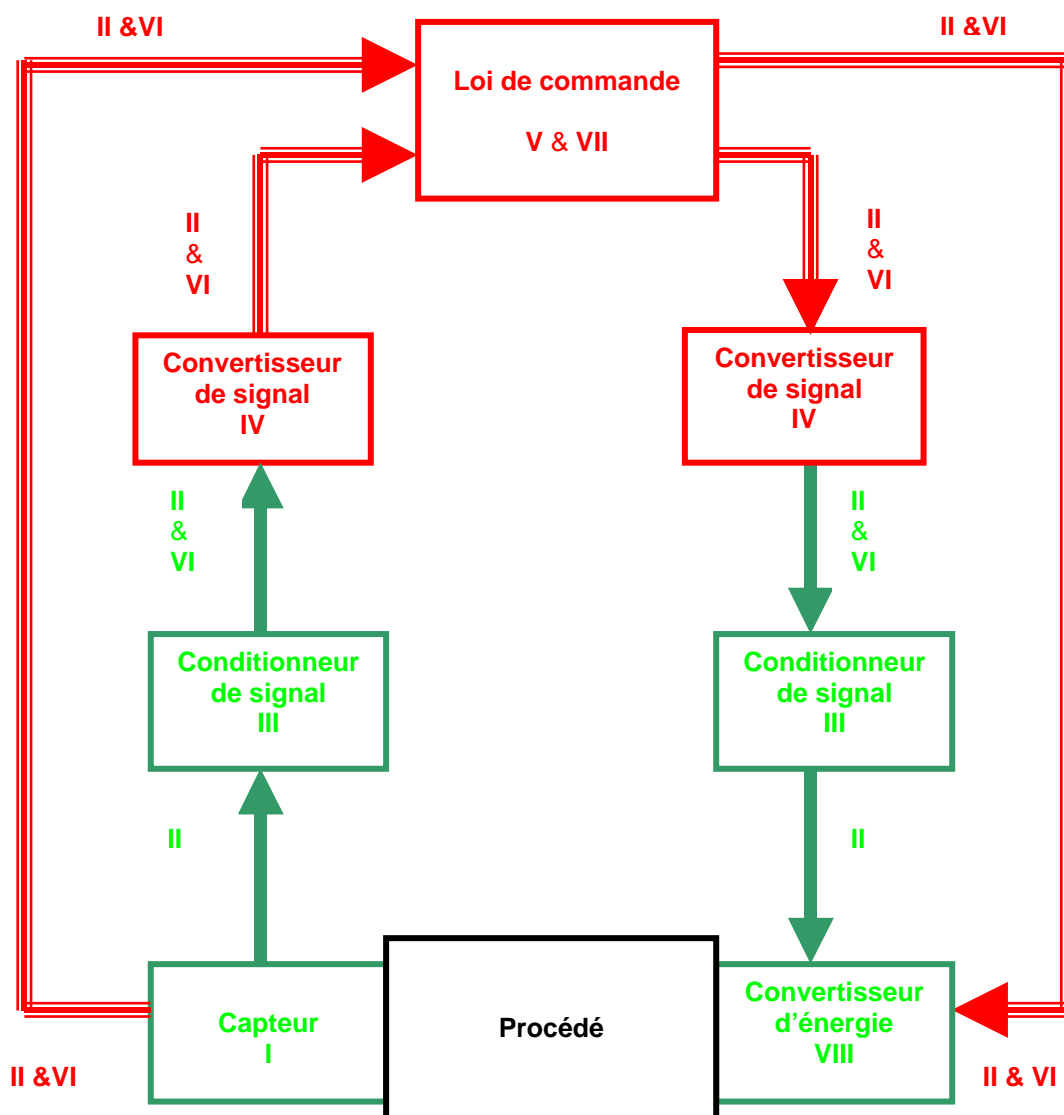 II &VI
II &VI
Loi de commande
V & VII
II
&
VI
II
&
VI
Convertisseur
de signal
IV
Convertisseur
de signal
IV
II
&
VI
II
&
VI
Conditionneur
de signal
III
Conditionneur
de signal
III
II
II
Capteur
I
Procédé
Convertisseur
d’énergie
VIII
II &VI
II & VI